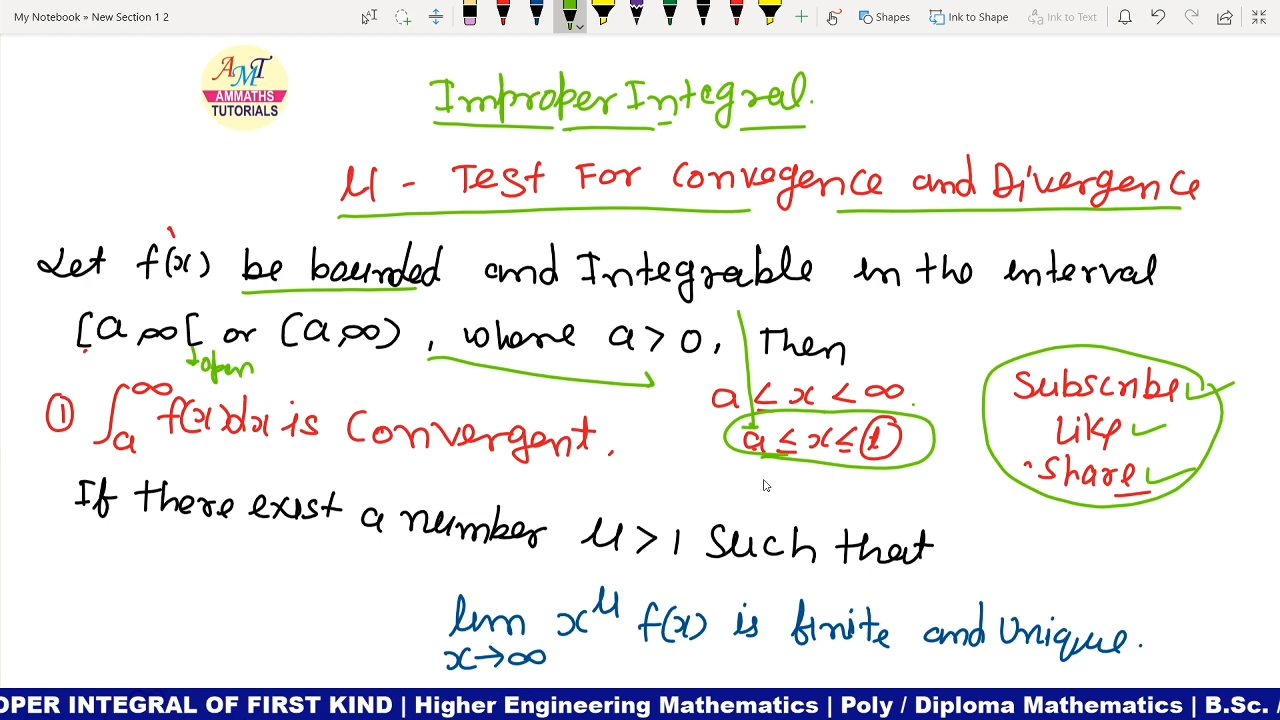 My Notebook » New Section 1 2
Shapes
Ink to Shape
Ink to Text
AMT
AMMATHS
TUTORIALS
Improper Integral.
μ - Test For Convegence and Divergence
Let f(x) be bounded and Integrable in the interval
[a, ∞[ or (a, ∞), where a > 0, Then
open
① ∫ₐ^∞ f(x)dx is Convergent.
a ≤ x < ∞.
a ≤ x ≤ t
Subscribe ✓
Like ✓
Share ✓
If there exist a number μ > 1 Such that
lim x→∞ x^μ f(x) is finite and Unique.
OPER INTEGRAL OF FIRST KIND | Higher Engineering Mathematics | Poly / Diploma Mathematics | B.Sc.